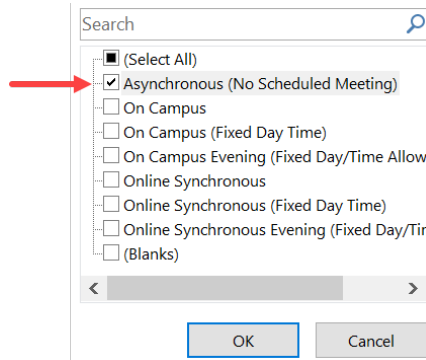 Search
(Select All)
Asynchronous (No Scheduled Meeting)
On Campus
On Campus (Fixed Day Time)
On Campus Evening (Fixed Day/Time Allow
Online Synchronous
Online Synchronous (Fixed Day Time)
Online Synchronous Evening (Fixed Day/Tir
(Blanks)
OK Cancel